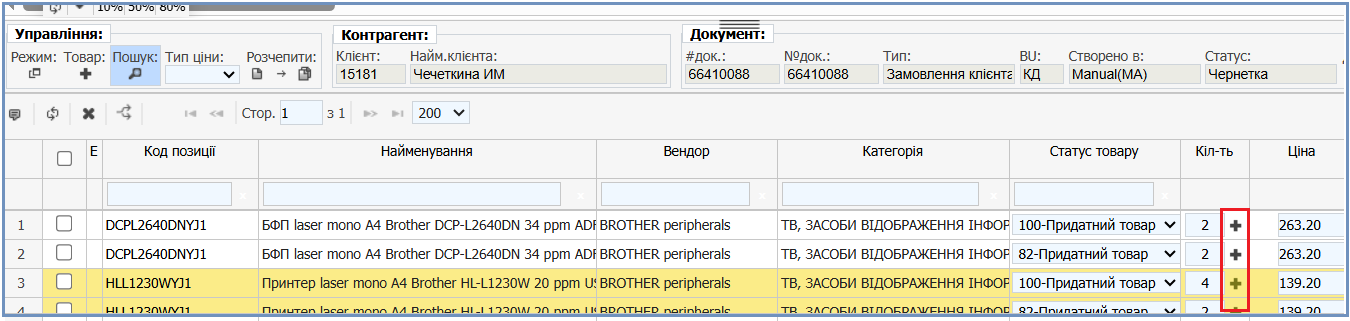 10% 50% 80%
Управління: Контрагент: Документ:
Режим: Товар: Пошук: Тип ціни: Розчепити: Клієнт: Найм.клієнта: #док.: №док.: Тип: BU: Створено в: Статус:
15181 Чечеткина ИМ 66410088 66410088 Замовлення клієнта КД Manual(MA) Чернетка
Стор. 1 з 1 200
Е Код позиції Найменування Вендор Категорія Статус товару Кіл-ть Ціна
x x x x x
1 DCPL2640DNYJ1 БФП laser mono A4 Brother DCP-L2640DN 34 ppm ADF BROTHER peripherals ТВ, ЗАСОБИ ВІДОБРАЖЕННЯ ІНФОР 100-Придатний товар 2 263.20
2 DCPL2640DNYJ1 БФП laser mono A4 Brother DCP-L2640DN 34 ppm ADF BROTHER peripherals ТВ, ЗАСОБИ ВІДОБРАЖЕННЯ ІНФОР 82-Придатний товар 2 263.20
3 HLL1230WYJ1 Принтер laser mono A4 Brother HL-L1230W 20 ppm US BROTHER peripherals ТВ, ЗАСОБИ ВІДОБРАЖЕННЯ ІНФОР 100-Придатний товар 4 139.20
4 HLL1230WYJ1 Принтер laser mono A4 Brother HL-L1230W 20 ppm US BROTHER peripherals ТВ, ЗАСОБИ ВІДОБРАЖЕННЯ ІНФОР 82-Придатний товар 2 139.20